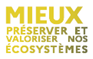 MIEUX
PRÉSERVER ET
VALORISER NOS
ÉCOSYSTÈMES